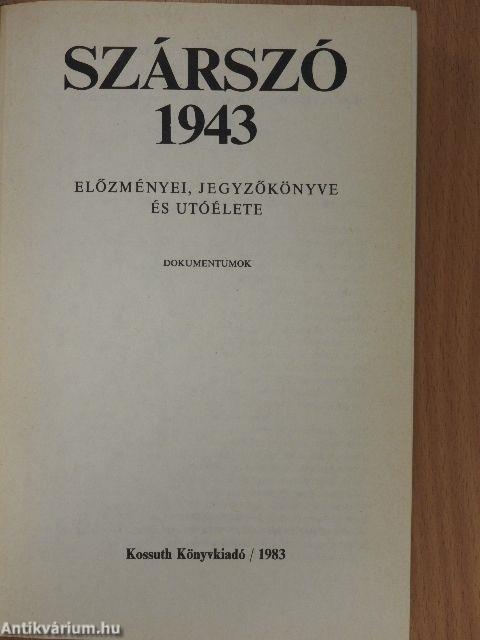 SZÁRSZÓ
1943
ELŐZMÉNYEI, JEGYZŐKÖNYVE
ÉS UTÓÉLETE
DOKUMENTUMOK
Kossuth Könyvkiadó / 1983
Antikvárium.hu